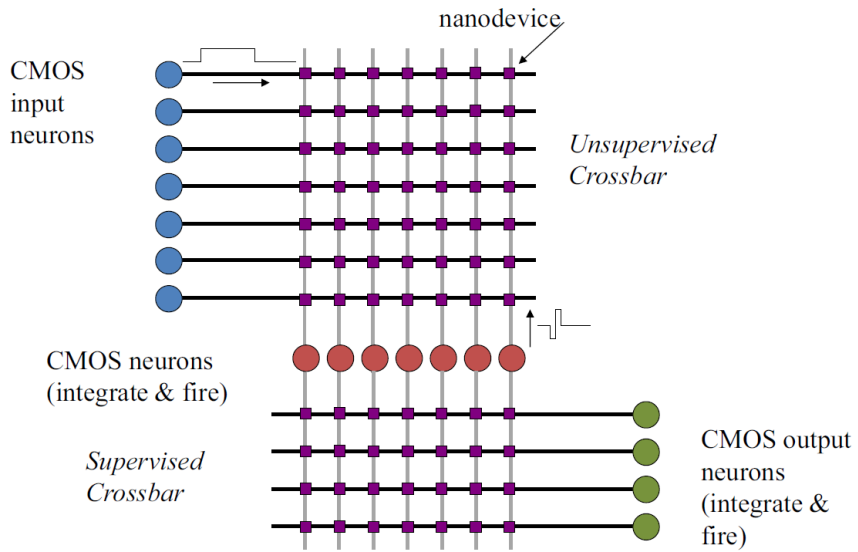 nanodevice
CMOS
input
neurons
Unsupervised
Crossbar
CMOS neurons
(integrate & fire)
Supervised
Crossbar
CMOS output
neurons
(integrate &
fire)